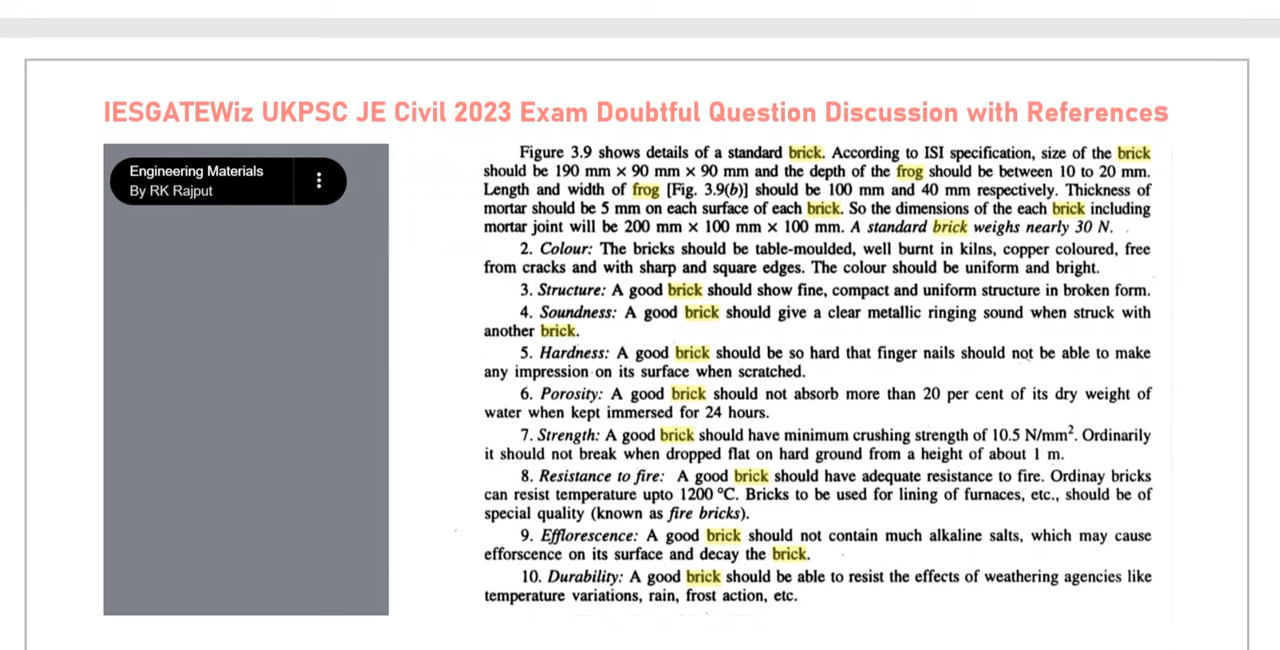 IESGATEWiz UKPSC JE Civil 2023 Exam Doubtful Question Discussion with References
Engineering Materials
By RK Rajput
Figure 3.9 shows details of a standard brick. According to ISI specification, size of the brick
should be 190 mm × 90 mm × 90 mm and the depth of the frog should be between 10 to 20 mm.
Length and width of frog [Fig. 3.9(b)] should be 100 mm and 40 mm respectively. Thickness of
mortar should be 5 mm on each surface of each brick. So the dimensions of the each brick including
mortar joint will be 200 mm × 100 mm × 100 mm. A standard brick weighs nearly 30 N.
2. Colour: The bricks should be table-moulded, well burnt in kilns, copper coloured, free
from cracks and with sharp and square edges. The colour should be uniform and bright.
3. Structure: A good brick should show fine, compact and uniform structure in broken form.
4. Soundness: A good brick should give a clear metallic ringing sound when struck with
another brick.
5. Hardness: A good brick should be so hard that finger nails should not be able to make
any impression on its surface when scratched.
6. Porosity: A good brick should not absorb more than 20 per cent of its dry weight of
water when kept immersed for 24 hours.
7. Strength: A good brick should have minimum crushing strength of 10.5 N/mm². Ordinarily
it should not break when dropped flat on hard ground from a height of about 1 m.
8. Resistance to fire: A good brick should have adequate resistance to fire. Ordinay bricks
can resist temperature upto 1200 °C. Bricks to be used for lining of furnaces, etc., should be of
special quality (known as fire bricks).
9. Efflorescence: A good brick should not contain much alkaline salts, which may cause
efforscence on its surface and decay the brick.
10. Durability: A good brick should be able to resist the effects of weathering agencies like
temperature variations, rain, frost action, etc.